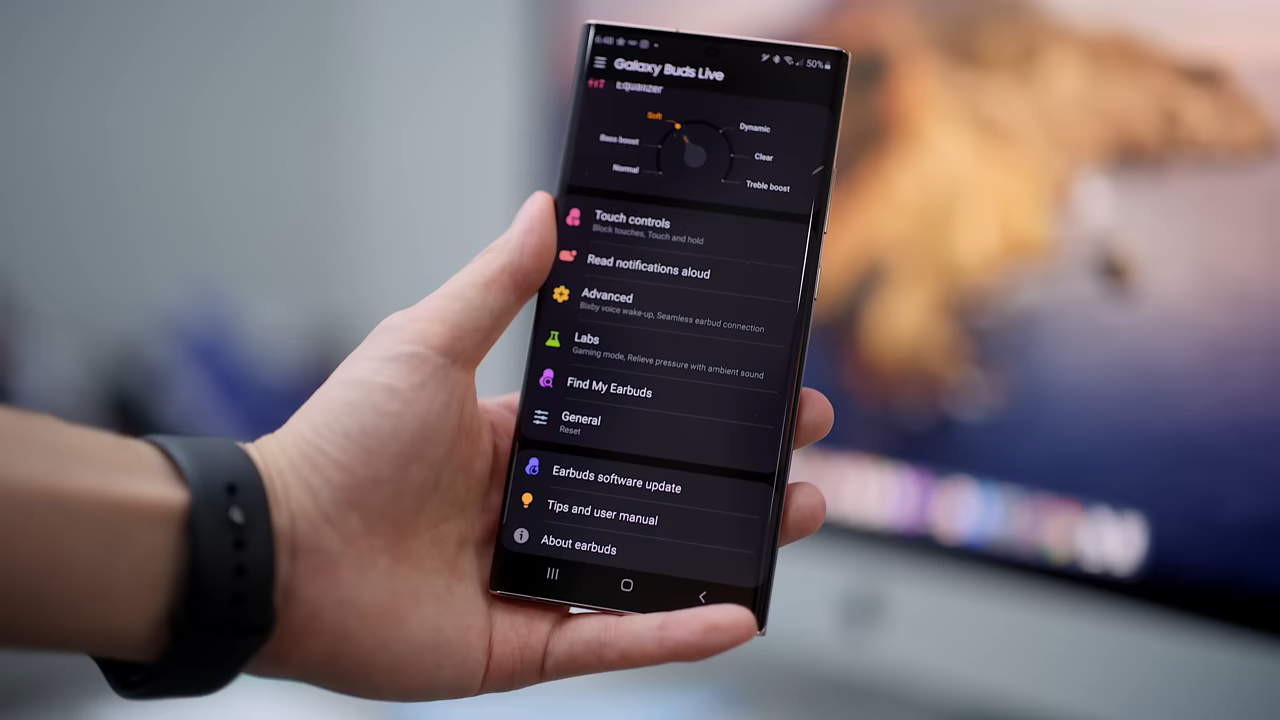 50%
Galaxy Buds Live
Equalizer
Soft
Dynamic
Bass boost
Clear
Normal
Treble boost
Touch controls
Block touches, Touch and hold
Read notifications aloud
Advanced
Bixby voice wake-up, Seamless earbud connection
Labs
Gaming mode, Relieve pressure with ambient sound
Find My Earbuds
General
Reset
Earbuds software update
Tips and user manual
About earbuds